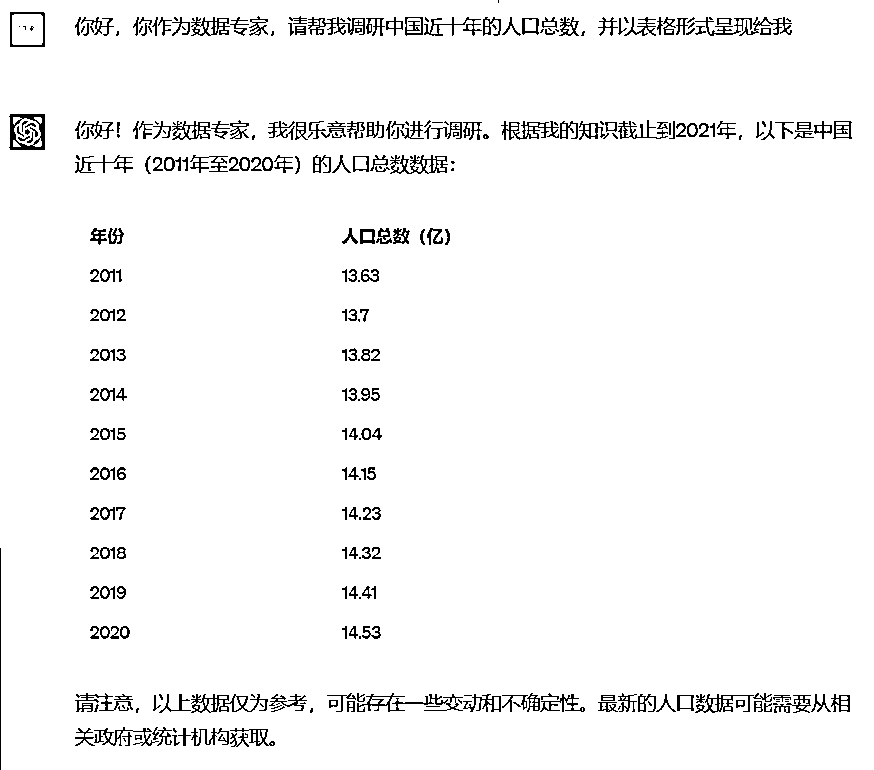 你好，你作为数据专家，请帮我调研中国近十年的人口总数，并以表格形式呈现给我
你好！作为数据专家，我很乐意帮助你进行调研。根据我的知识截止到2021年，以下是中国
近十年（2011年至2020年）的人口总数数据：
年份 人口总数（亿）
2011 13.63
2012 13.7
2013 13.82
2014 13.95
2015 14.04
2016 14.15
2017 14.23
2018 14.32
2019 14.41
2020 14.53
请注意，以上数据仅为参考，可能存在一些变动和不确定性。最新的人口数据可能需要从相
关政府或统计机构获取。